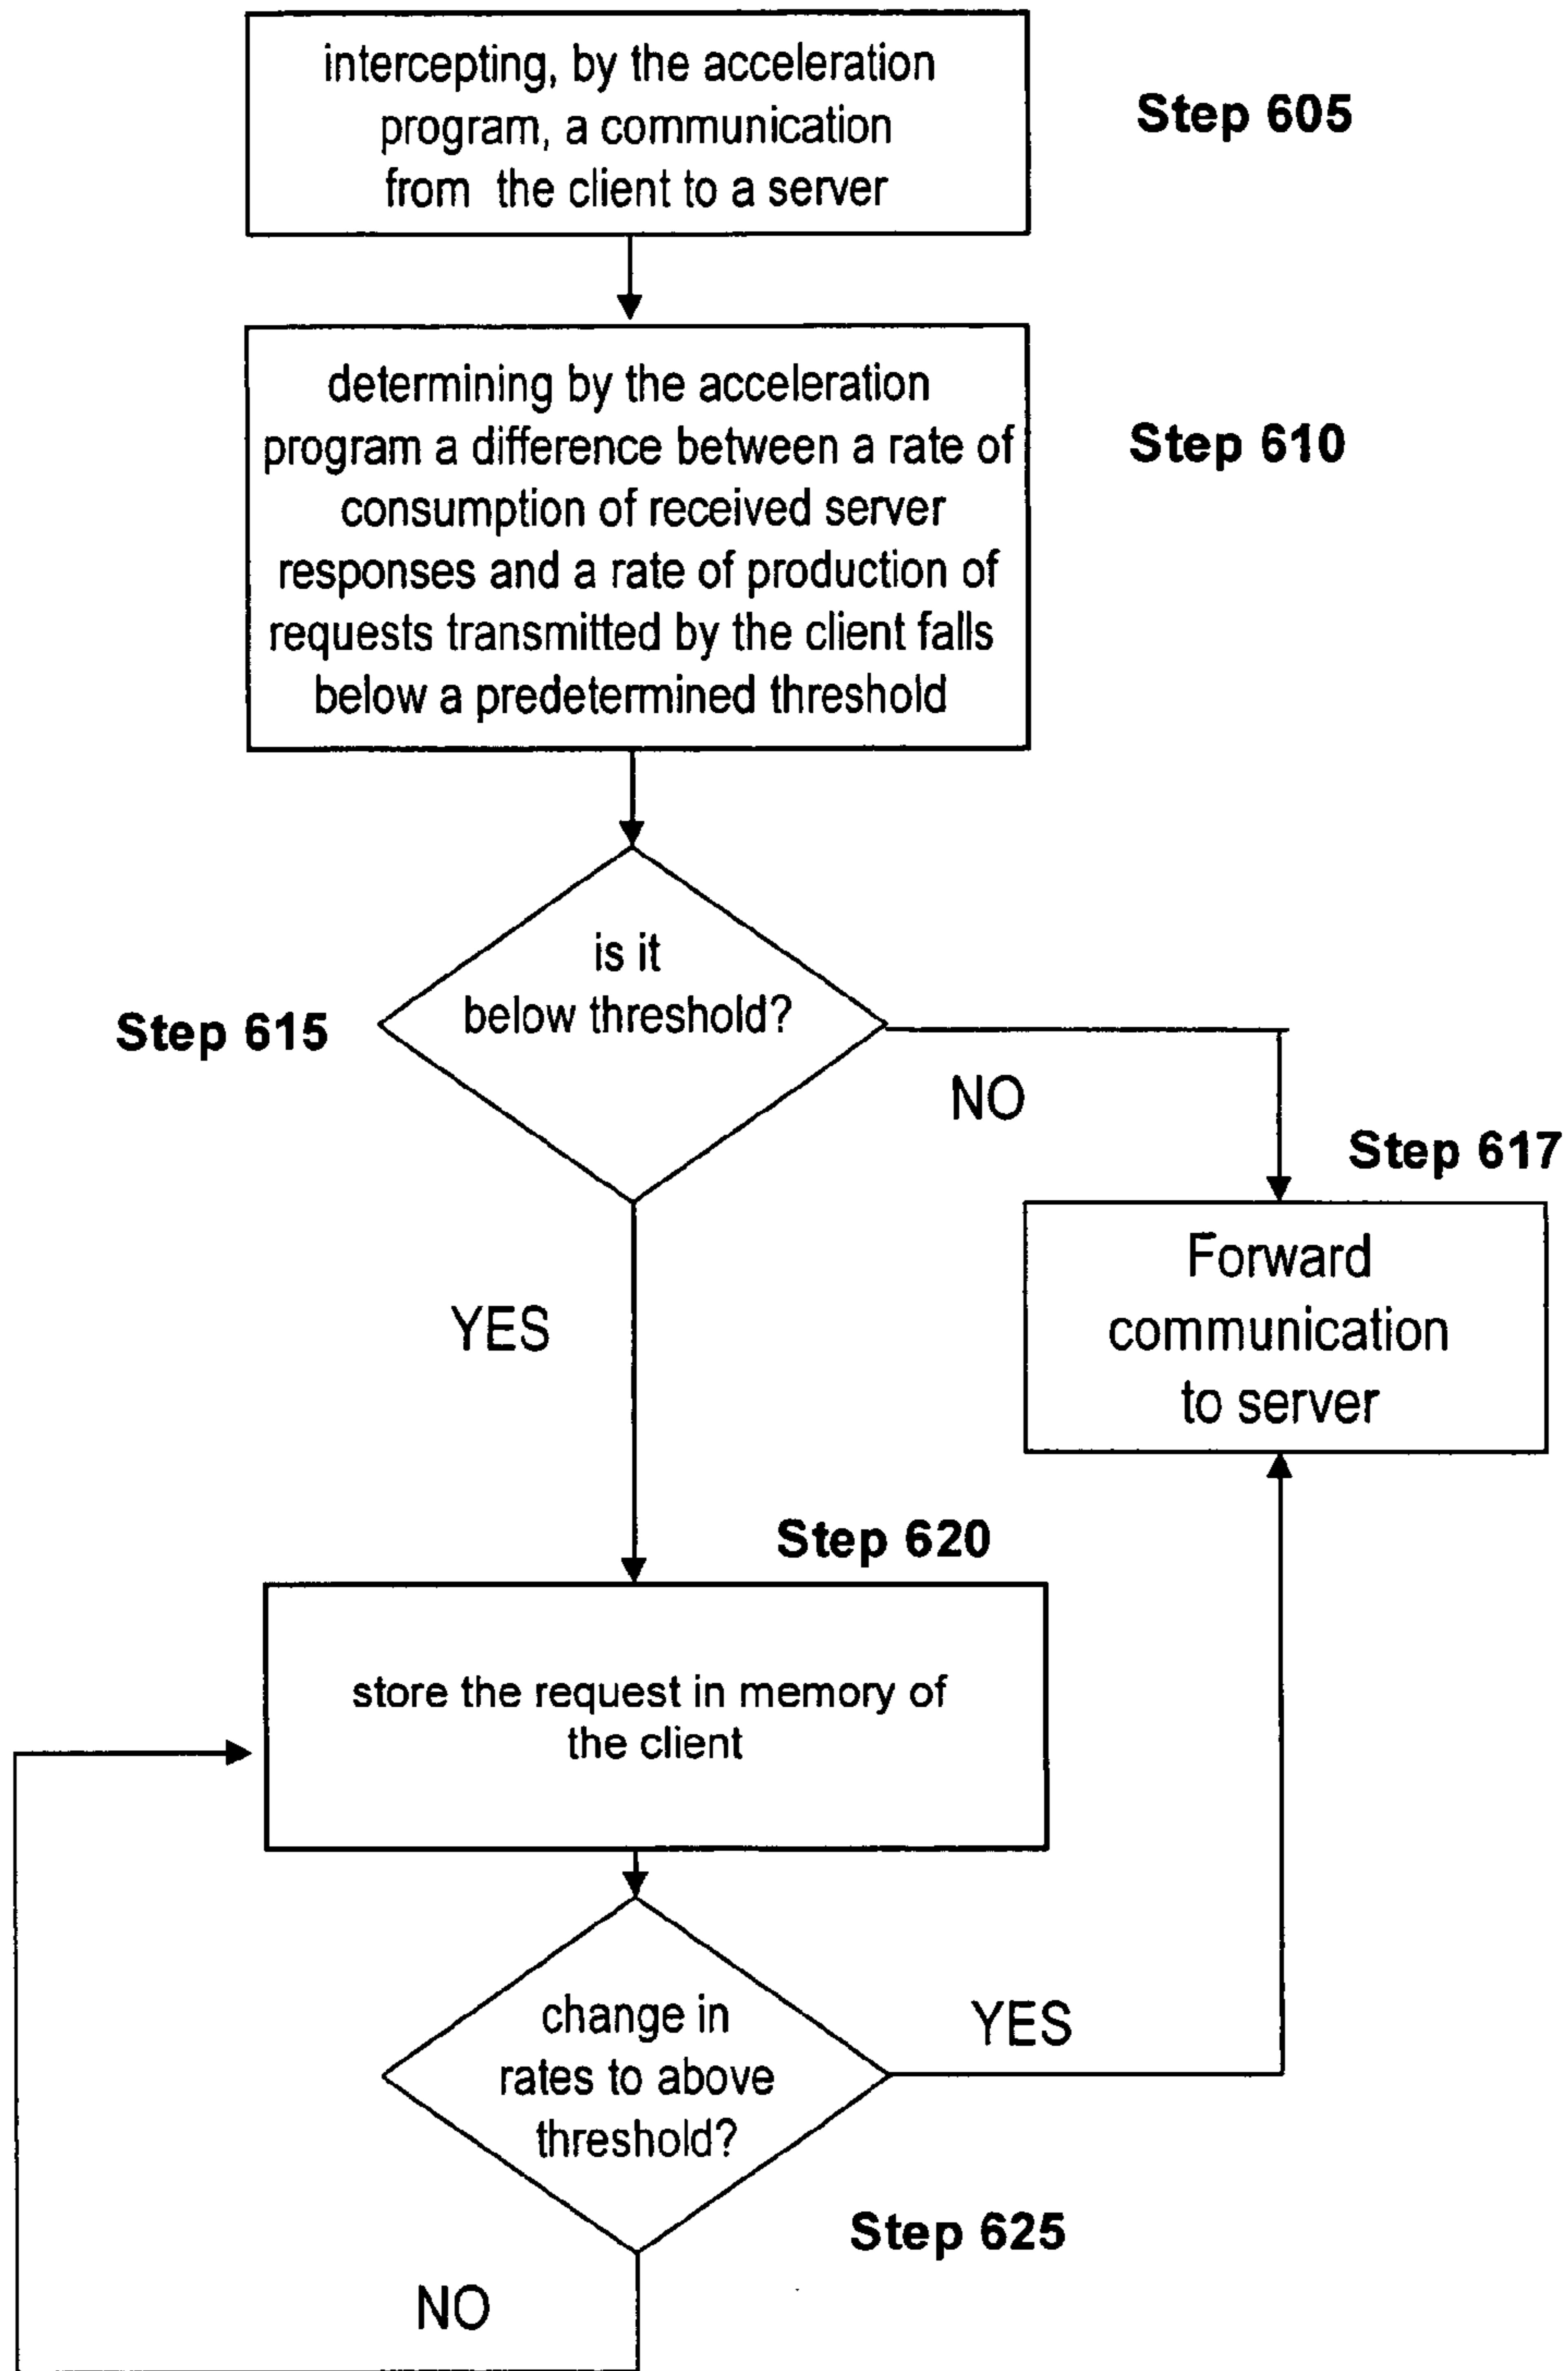 intercepting, by the acceleration
program, a communication
from the client to a server
Step 605
determining by the acceleration
program a difference between a rate of
consumption of received server
responses and a rate of production of
requests transmitted by the client falls
below a predetermined threshold
Step 610
is it
below threshold?
Step 615
NO
Step 617
Forward
communication
to server
YES
Step 620
store the request in memory of
the client
change in
rates to above
threshold?
YES
Step 625
NO